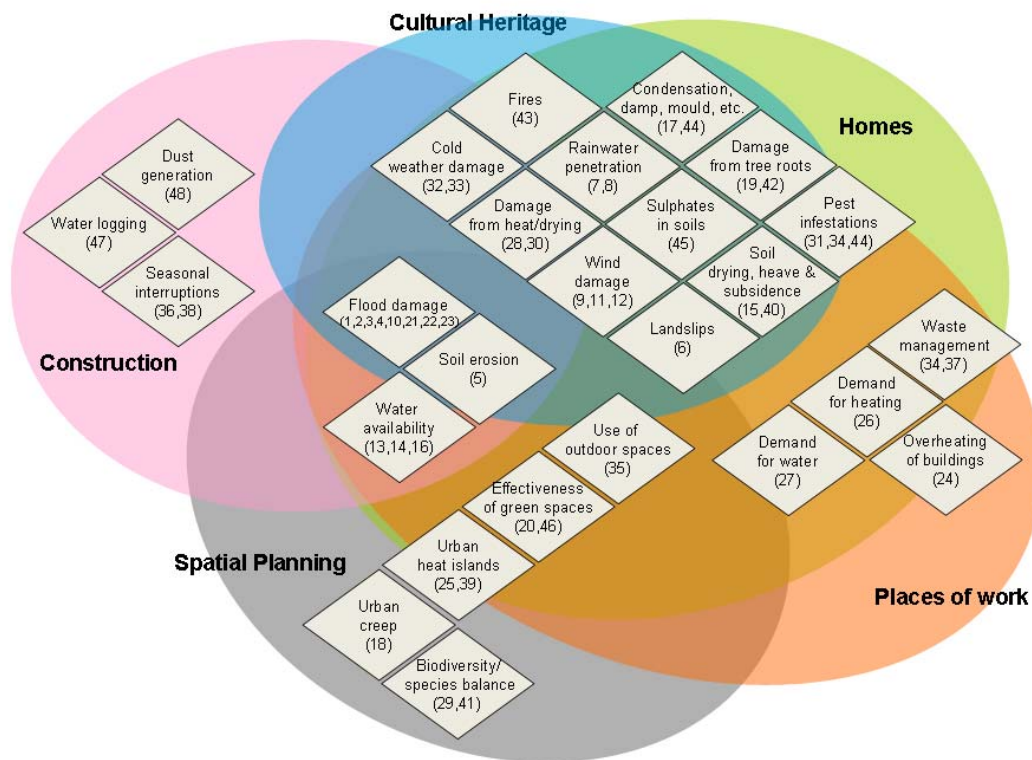 Cultural Heritage
Homes
Construction
Spatial Planning
Places of work
Fires
(43)
Condensation,
damp, mould, etc.
(17,44)
Cold
weather damage
(32,33)
Rainwater
penetration
(7,8)
Damage
from tree roots
(19,42)
Damage
from heat/drying
(28,30)
Sulphates
in soils
(45)
Pest
infestations
(31,34,44)
Wind
damage
(9,11,12)
Soil
drying, heave &
subsidence
(15,40)
Landslips
(6)
Dust
generation
(48)
Water logging
(47)
Seasonal
interruptions
(36,38)
Flood damage
(1,2,3,4,10,21,22,23)
Soil erosion
(5)
Water
availability
(13,14,16)
Waste
management
(34,37)
Demand
for heating
(26)
Demand
for water
(27)
Overheating
of buildings
(24)
Use of
outdoor spaces
(35)
Effectiveness
of green spaces
(20,46)
Urban
heat islands
(25,39)
Urban
creep
(18)
Biodiversity/
species balance
(29,41)